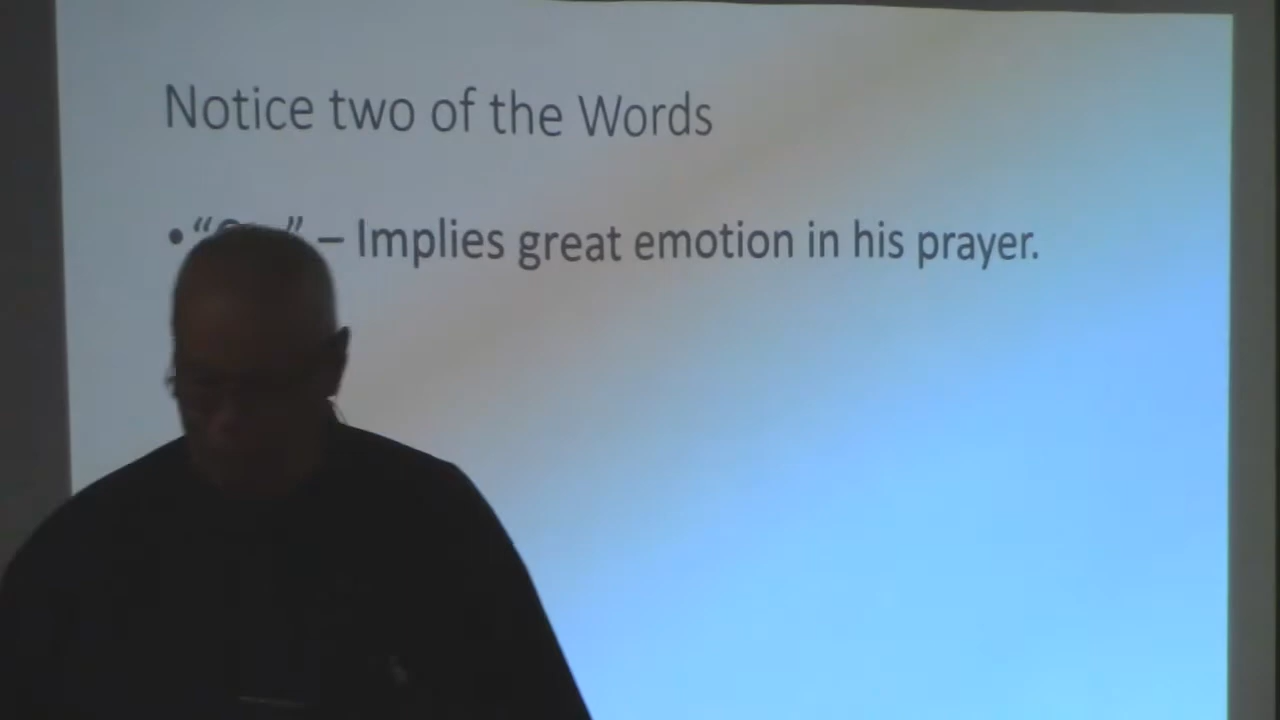 Notice two of the Words
• “ ” – Implies great emotion in his prayer.